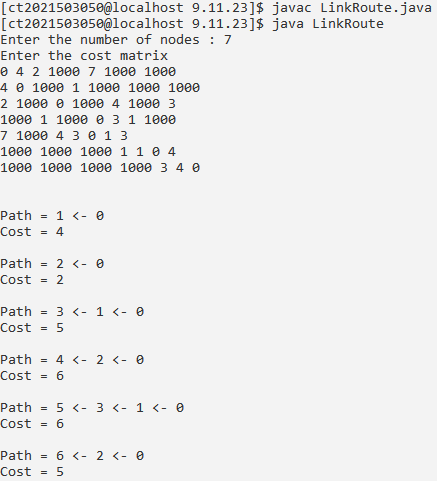 [ct2021503050@localhost 9.11.23]$ javac LinkRoute.java
[ct2021503050@localhost 9.11.23]$ java LinkRoute
Enter the number of nodes : 7
Enter the cost matrix
0 4 2 1000 7 1000 1000
4 0 1000 1 1000 1000 1000
2 1000 0 1000 4 1000 3
1000 1 1000 0 3 1 1000
7 1000 4 3 0 1 3
1000 1000 1000 1 1 0 4
1000 1000 1000 1000 3 4 0
Path = 1 <- 0
Cost = 4
Path = 2 <- 0
Cost = 2
Path = 3 <- 1 <- 0
Cost = 5
Path = 4 <- 2 <- 0
Cost = 6
Path = 5 <- 3 <- 1 <- 0
Cost = 6
Path = 6 <- 2 <- 0
Cost = 5